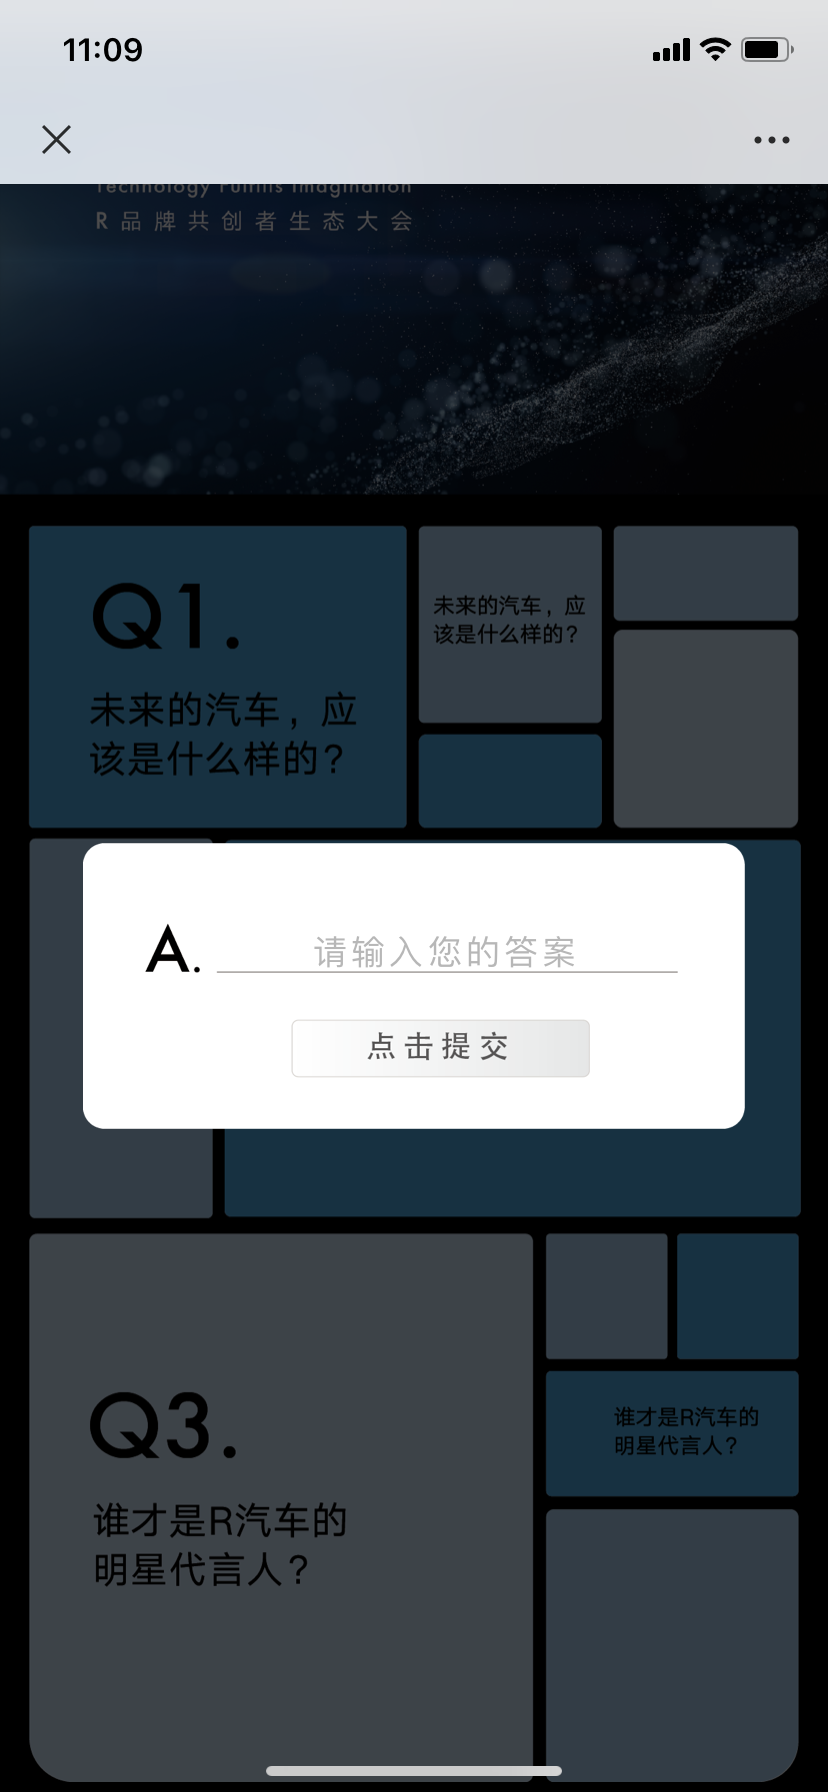 11:09
Technology Fulfills Imagination
R品牌共创者生态大会
Q1.
未来的汽车，应
该是什么样的？
未来的汽车，应
该是什么样的？
A.
请输入您的答案
点击提交
Q3.
谁才是R汽车的
明星代言人？
谁才是R汽车的
明星代言人？